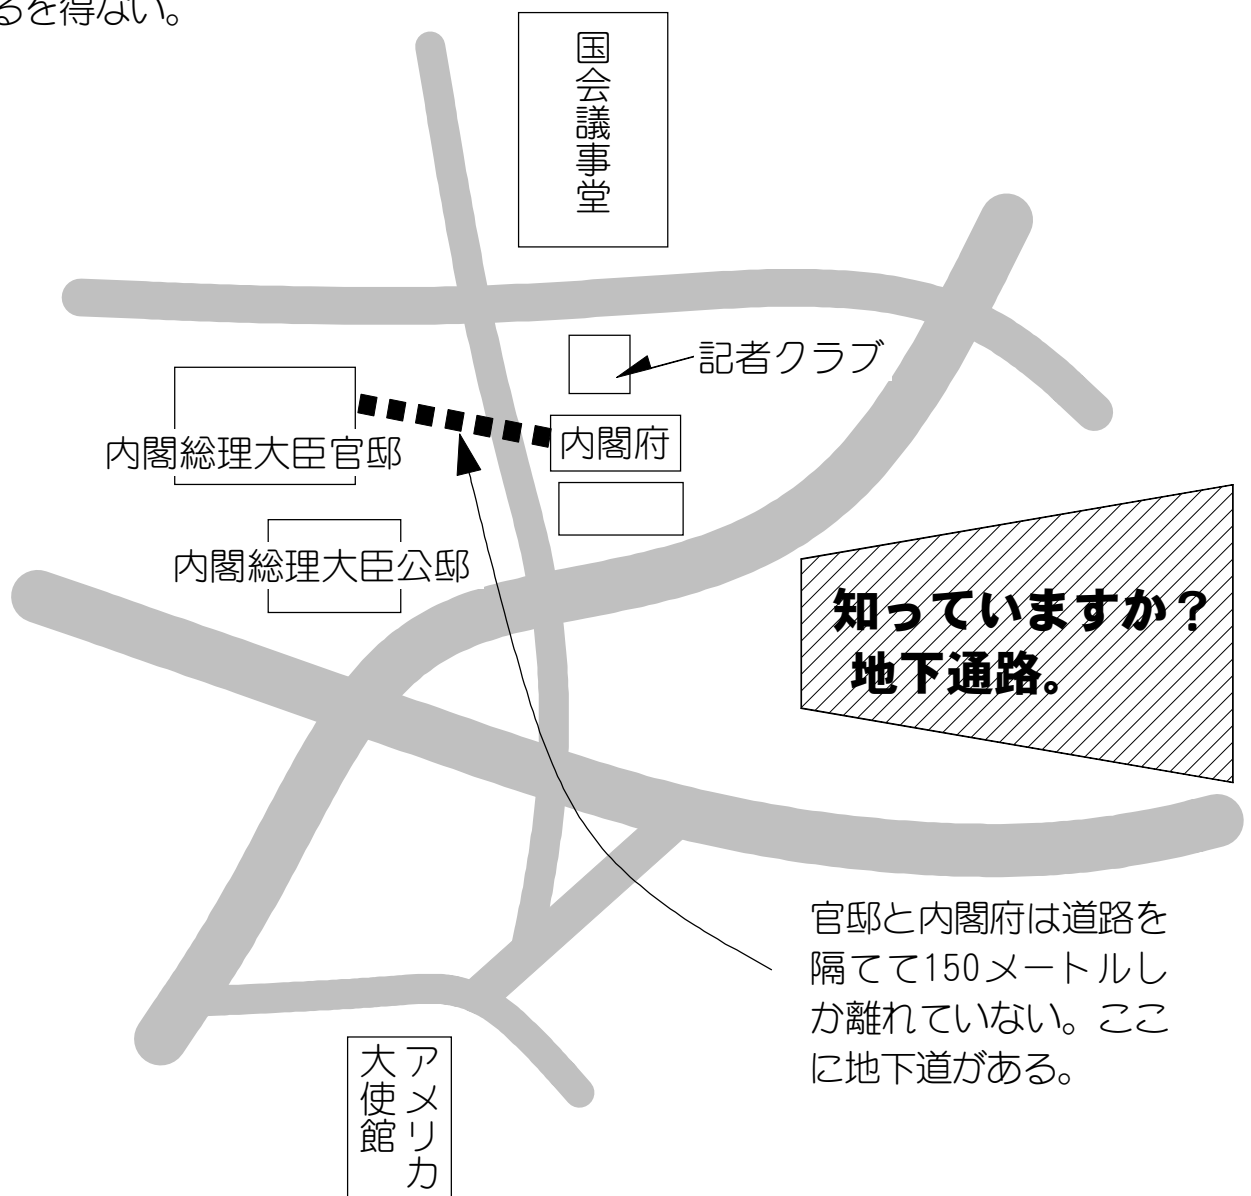 るを得ない。
国会議事堂
記者クラブ
内閣総理大臣官邸
内閣府
内閣総理大臣公邸
知っていますか？
地下通路。
官邸と内閣府は道路を
隔てて150メートルし
か離れていない。ここ
に地下道がある。
アメリカ
大使館